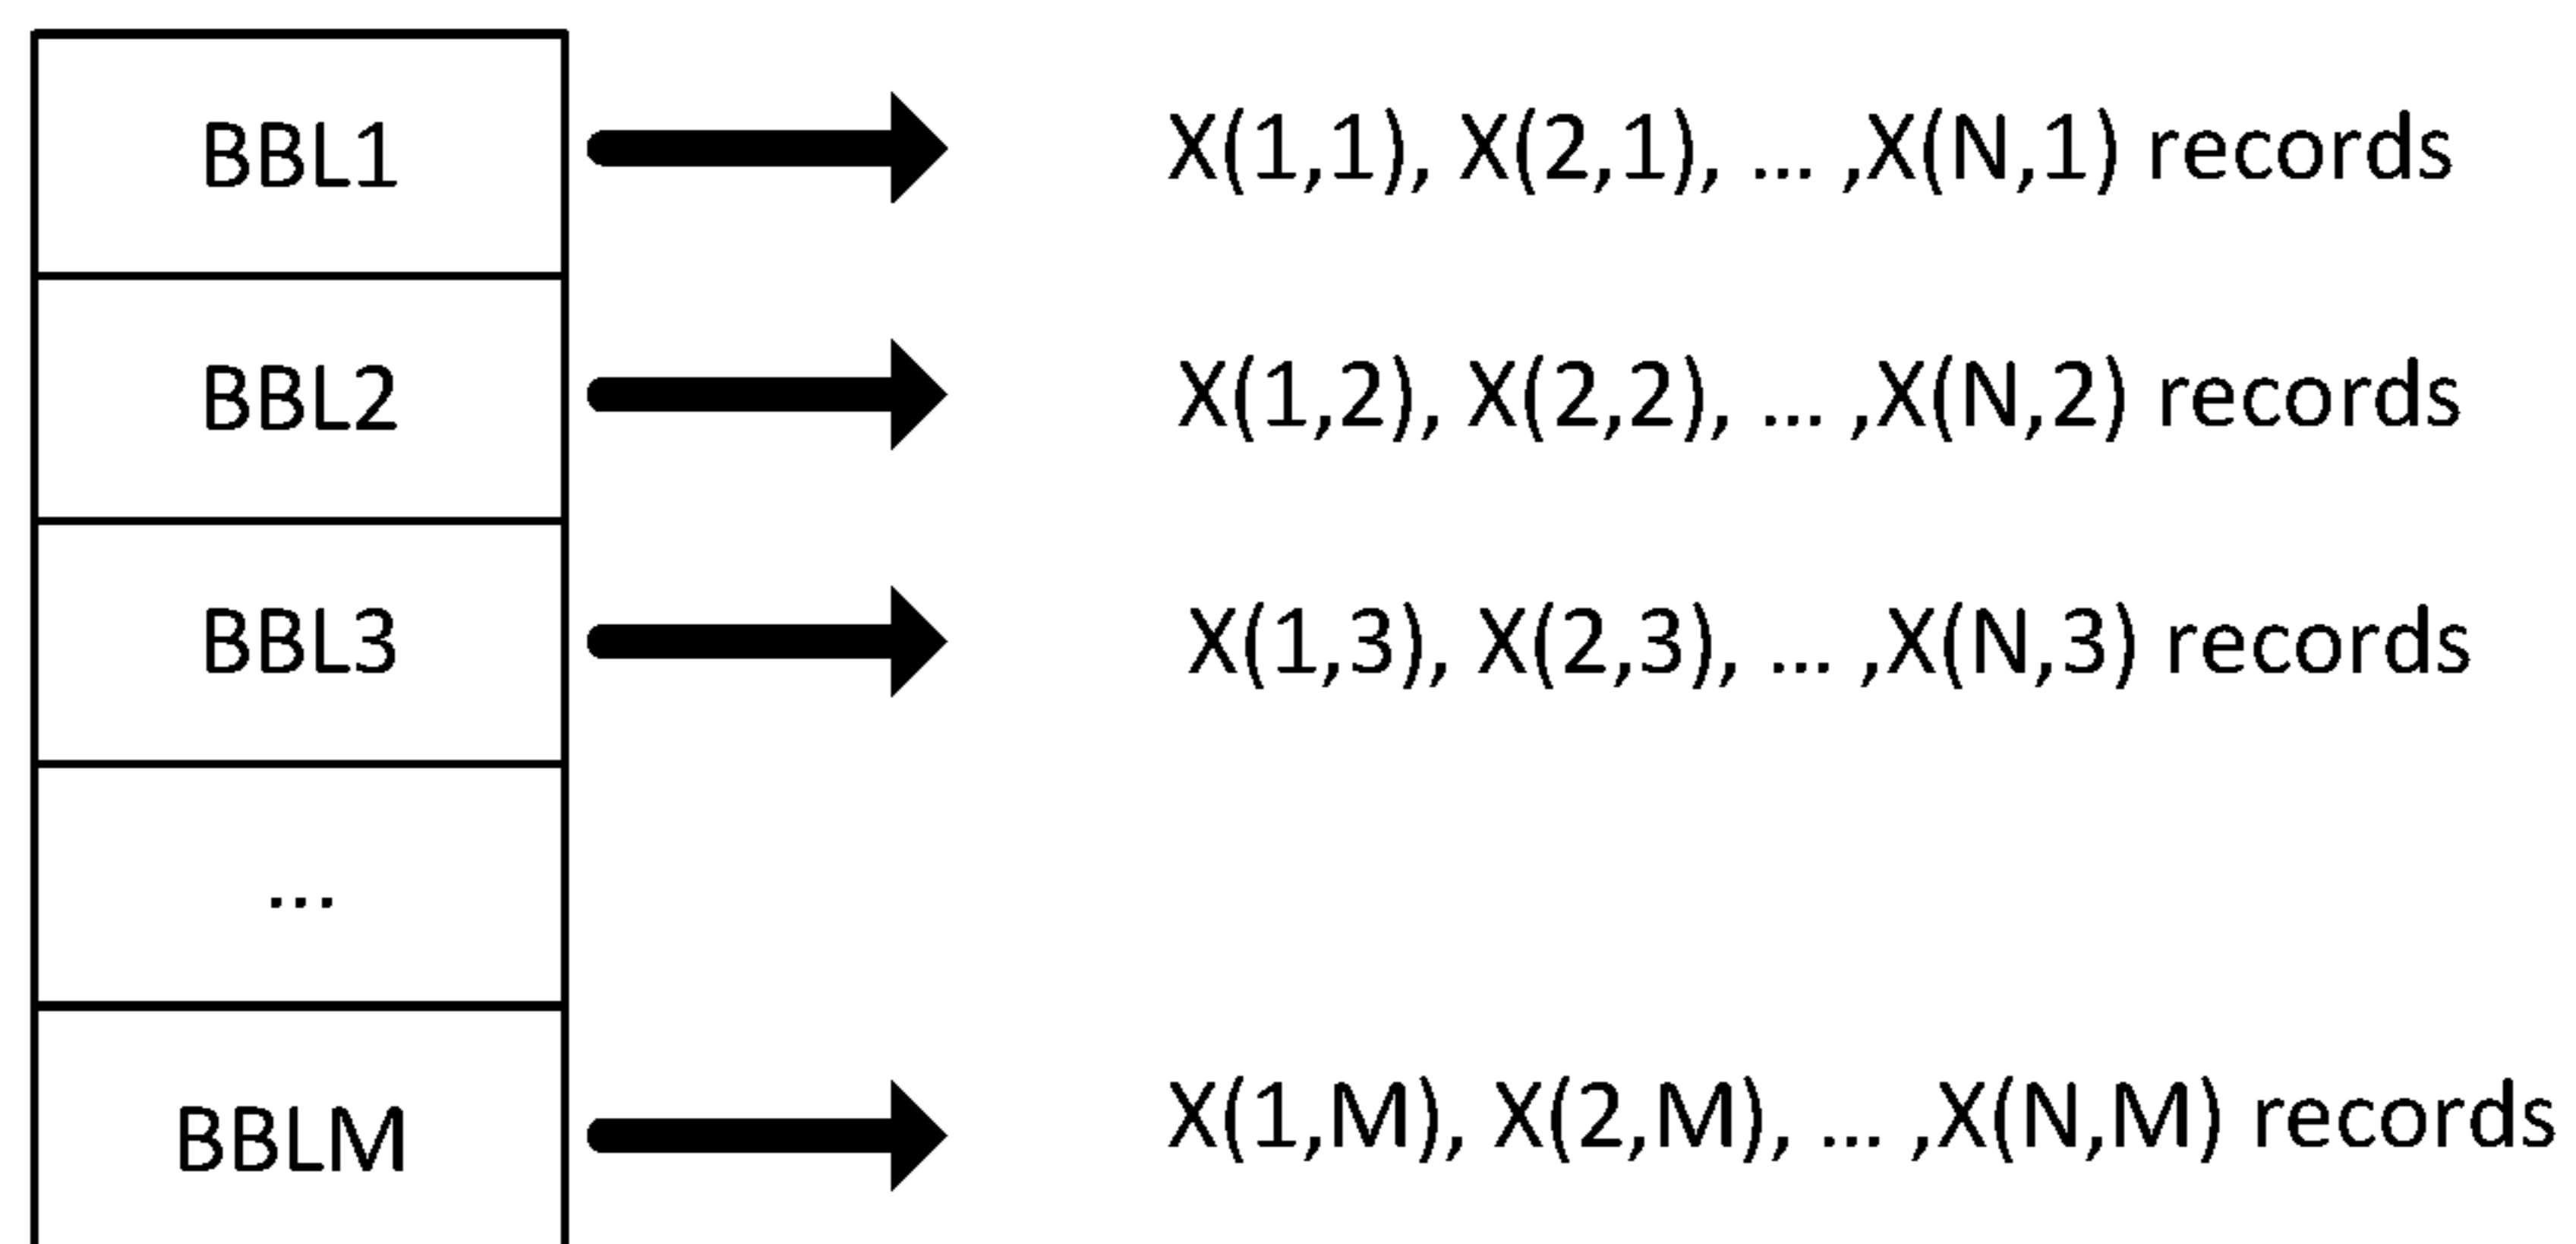 BBL1 X(1,1), X(2,1), ... ,X(N,1) records
BBL2 X(1,2), X(2,2), ... ,X(N,2) records
BBL3 X(1,3), X(2,3), ... ,X(N,3) records
...
BBLM X(1,M), X(2,M), ... ,X(N,M) records